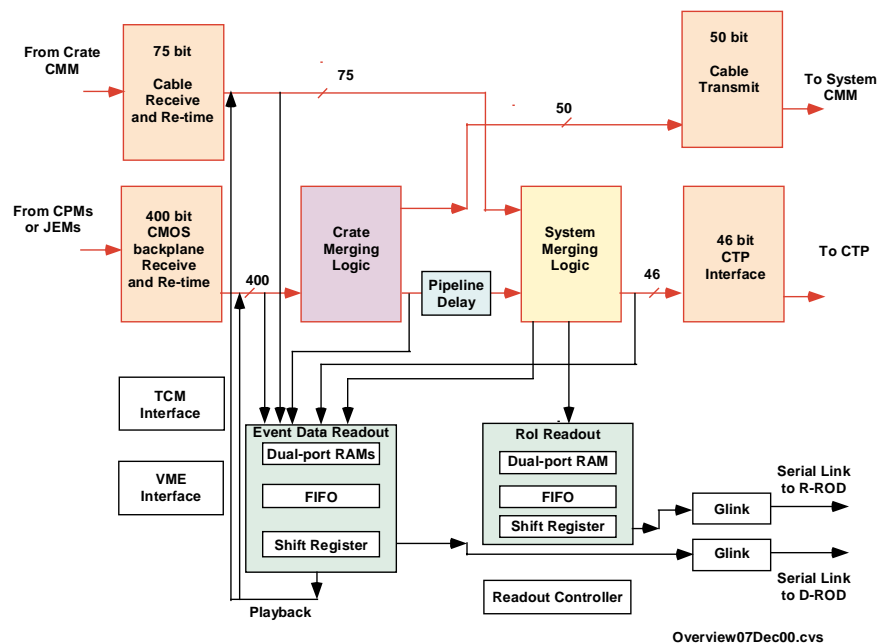 From Crate
CMM
75 bit
Cable
Receive
and Re-time
75
50
50 bit
Cable
Transmit
To System
CMM
From CPMs
or JEMs
400 bit
CMOS
backplane
Receive
and Re-time
400
Crate
Merging
Logic
Pipeline
Delay
System
Merging
Logic
46
46 bit
CTP
Interface
To CTP
TCM
Interface
VME
Interface
Event Data Readout
Dual-port RAMs
FIFO
Shift Register
Playback
RoI Readout
Dual-port RAM
FIFO
Shift Register
Glink
Serial Link
to R-ROD
Glink
Serial Link
to D-ROD
Readout Controller
Overview07Dec00.cvs